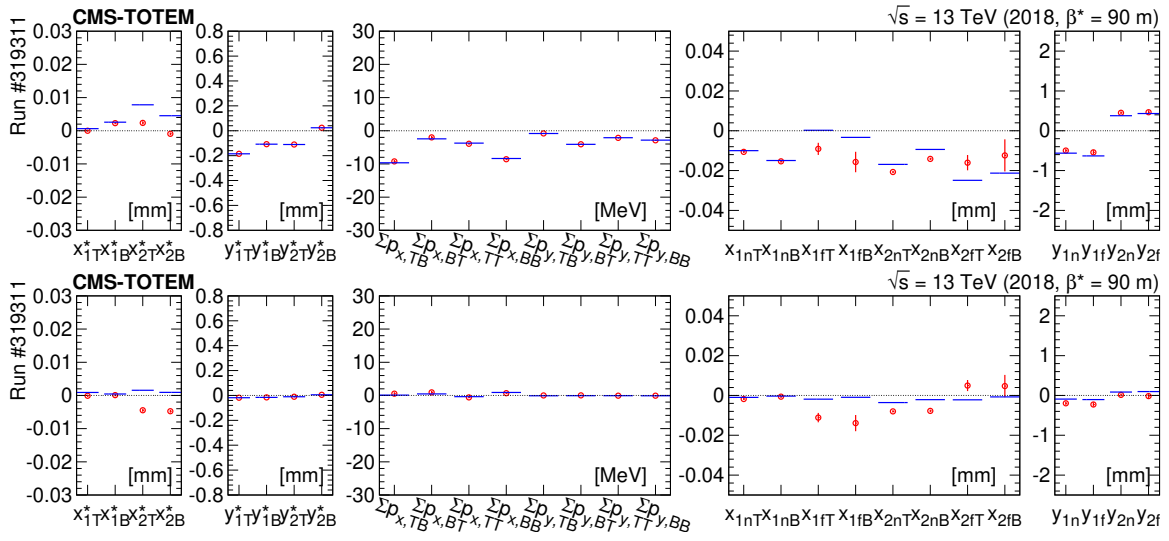 CMS-TOTEM
√s = 13 TeV (2018, β* = 90 m)
Run #319311
0.03 0.02 0.01 0 -0.01 -0.02 -0.03
[mm]
x*1T x*1B x*2T x*2B
0.8 0.6 0.4 0.2 0 -0.2 -0.4 -0.6 -0.8
[mm]
y*1T y*1B y*2T y*2B
30 20 10 0 -10 -20 -30
[MeV]
Σpx,TB Σpx,BT Σpx,TT Σpx,BB Σpy,TB Σpy,BT Σpy,TT Σpy,BB
0.04 0.02 0 -0.02 -0.04
[mm]
x1nT x1nB x1fT x1fB x2nT x2nB x2fT x2fB
2 1 0 -1 -2
[mm]
y1n y1f y2n y2f
CMS-TOTEM
√s = 13 TeV (2018, β* = 90 m)
Run #319311
0.03 0.02 0.01 0 -0.01 -0.02 -0.03
[mm]
x*1T x*1B x*2T x*2B
0.8 0.6 0.4 0.2 0 -0.2 -0.4 -0.6 -0.8
[mm]
y*1T y*1B y*2T y*2B
30 20 10 0 -10 -20 -30
[MeV]
Σpx,TB Σpx,BT Σpx,TT Σpx,BB Σpy,TB Σpy,BT Σpy,TT Σpy,BB
0.04 0.02 0 -0.02 -0.04
[mm]
x1nT x1nB x1fT x1fB x2nT x2nB x2fT x2fB
2 1 0 -1 -2
[mm]
y1n y1f y2n y2f